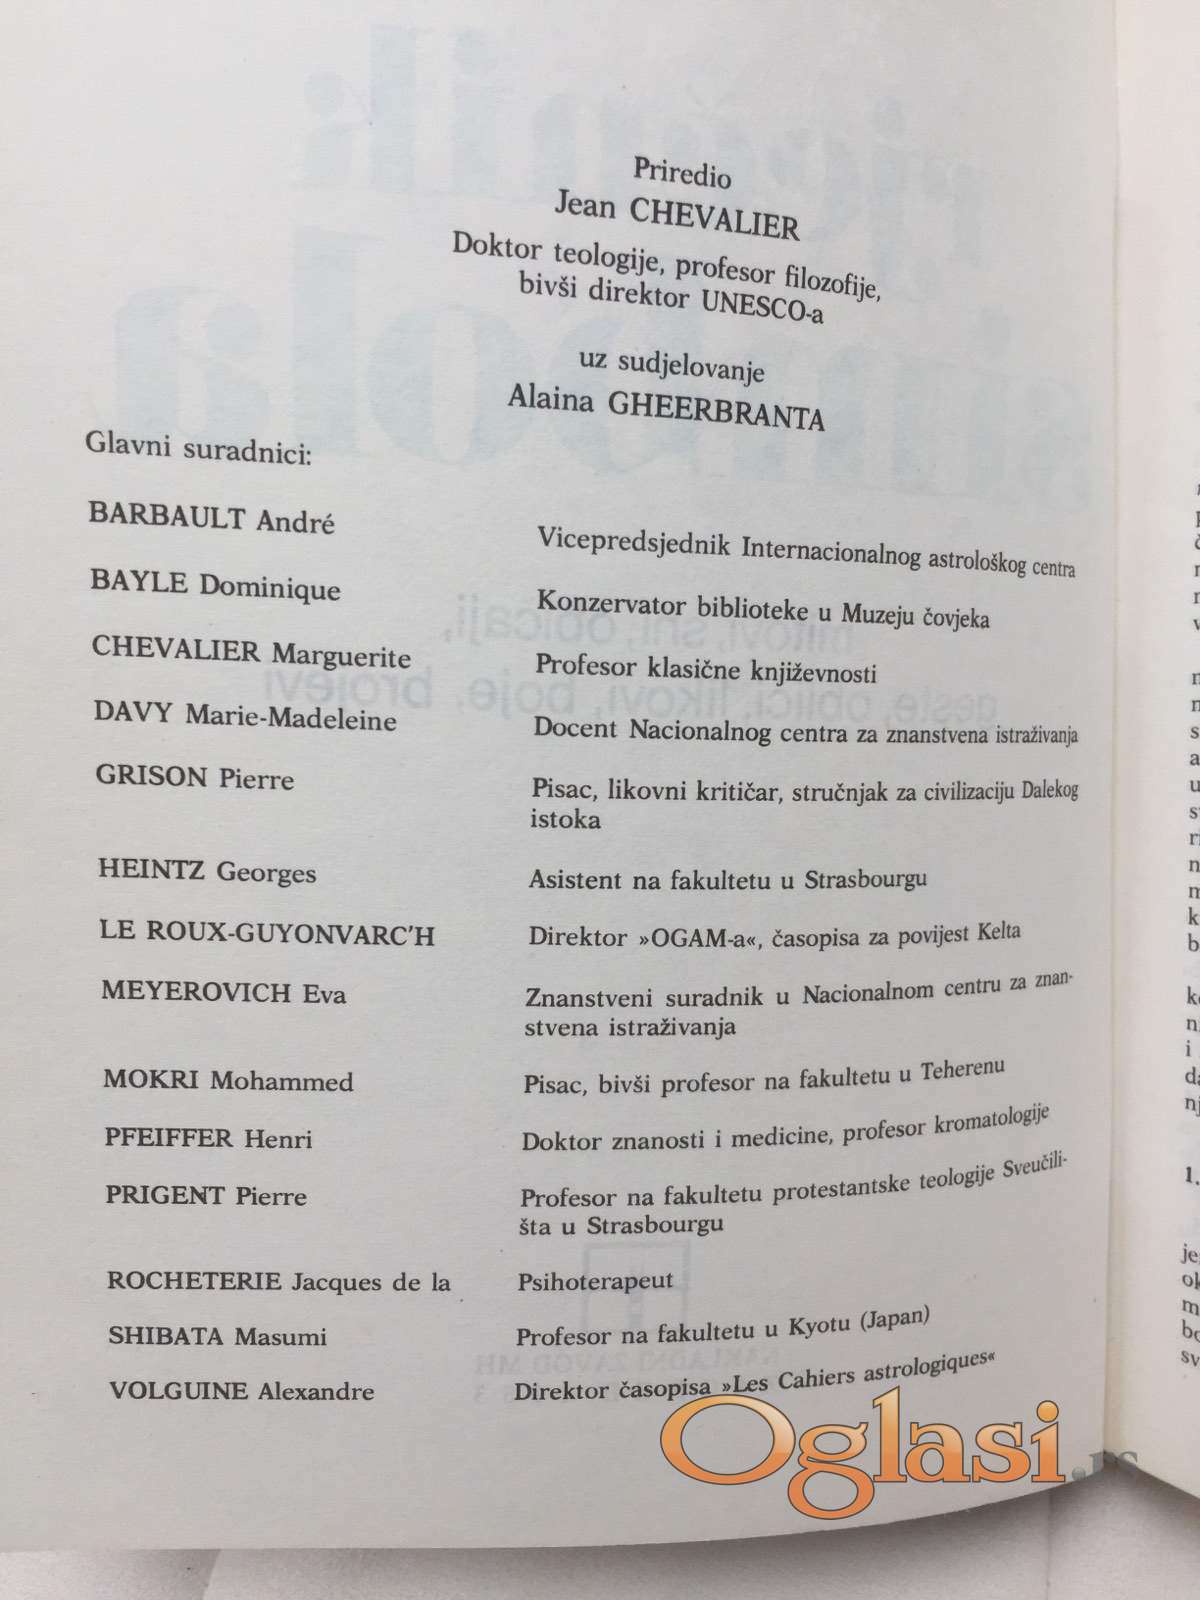 Priredio
Jean CHEVALIER
Doktor teologije, profesor filozofije,
bivši direktor UNESCO-a
uz sudjelovanje
Alaina GHEERBRANTA
Glavni suradnici:
BARBAULT André Vicepredsjednik Internacionalnog astrološkog centra
BAYLE Dominique Konzervator biblioteke u Muzeju čovjeka
CHEVALIER Marguerite Profesor klasične književnosti
DAVY Marie-Madeleine Docent Nacionalnog centra za znanstvena istraživanja
GRISON Pierre Pisac, likovni kritičar, stručnjak za civilizaciju Dalekog
istoka
HEINTZ Georges Asistent na fakultetu u Strasbourgu
LE ROUX-GUYONVARC'H Direktor »OGAM-a«, časopisa za povijest Kelta
MEYEROVICH Eva Znanstveni suradnik u Nacionalnom centru za znan-
stvena istraživanja
MOKRI Mohammed Pisac, bivši profesor na fakultetu u Teherenu
PFEIFFER Henri Doktor znanosti i medicine, profesor kromatologije
PRIGENT Pierre Profesor na fakultetu protestantske teologije Sveučili-
šta u Strasbourgu
ROCHETERIE Jacques de la Psihoterapeut
SHIBATA Masumi Profesor na fakultetu u Kyotu (Japan)
VOLGUINE Alexandre Direktor časopisa »Les Cahiers astrologiques«
Oglasi.rs